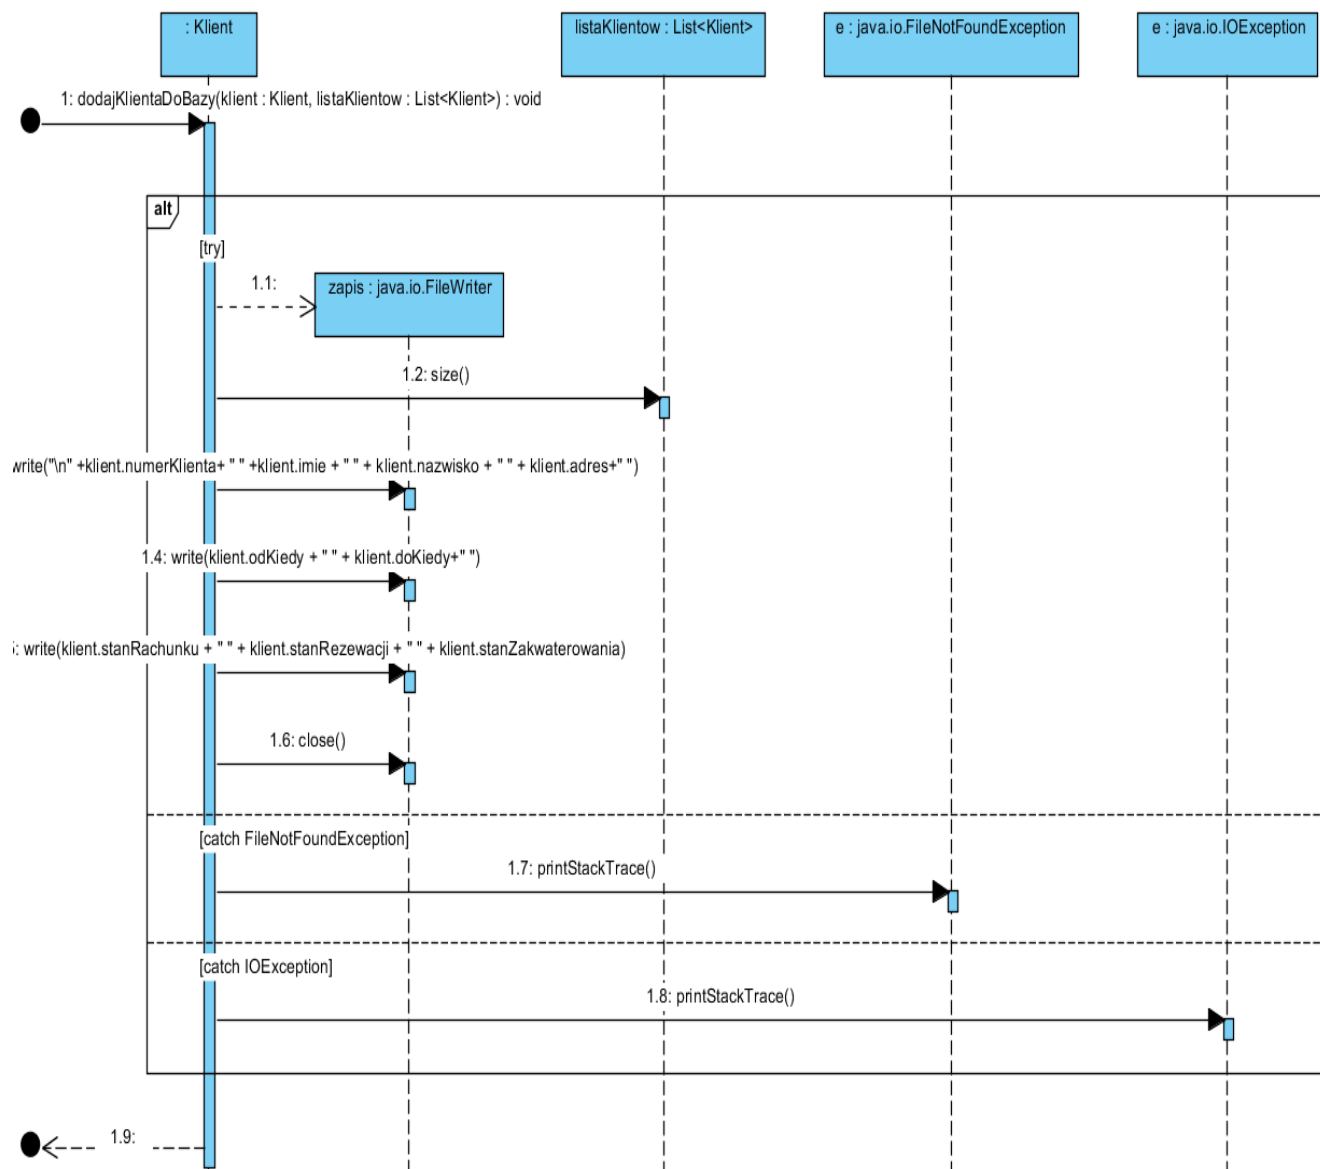 : Klient
listaKlientow : List<Klient>
e : java.io.FileNotFoundException
e : java.io.IOException
1: dodajKlientaDoBazy(klient : Klient, listaKlientow : List<Klient>) : void
alt
[try]
1.1:
zapis : java.io.FileWriter
1.2: size()
write("\n" +klient.numerKlienta+ " " +klient.imie + " " + klient.nazwisko + " " + klient.adres+" ")
1.4: write(klient.odKiedy + " " + klient.doKiedy+" ")
: write(klient.stanRachunku + " " + klient.stanRezewacji + " " + klient.stanZakwaterowania)
1.6: close()
[catch FileNotFoundException]
1.7: printStackTrace()
[catch IOException]
1.8: printStackTrace()
1.9: